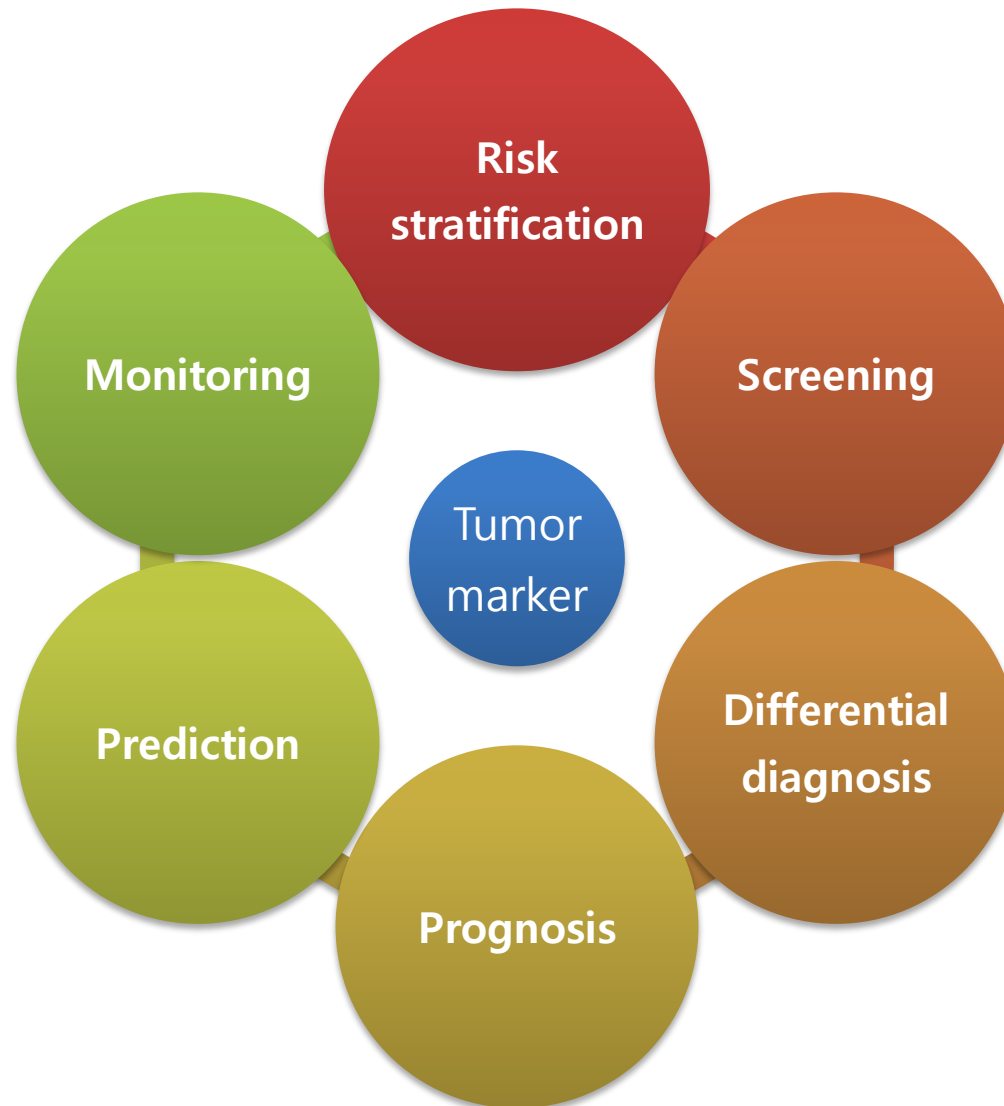 Risk
stratification
Screening
Differential
diagnosis
Prognosis
Prediction
Monitoring
Tumor
marker